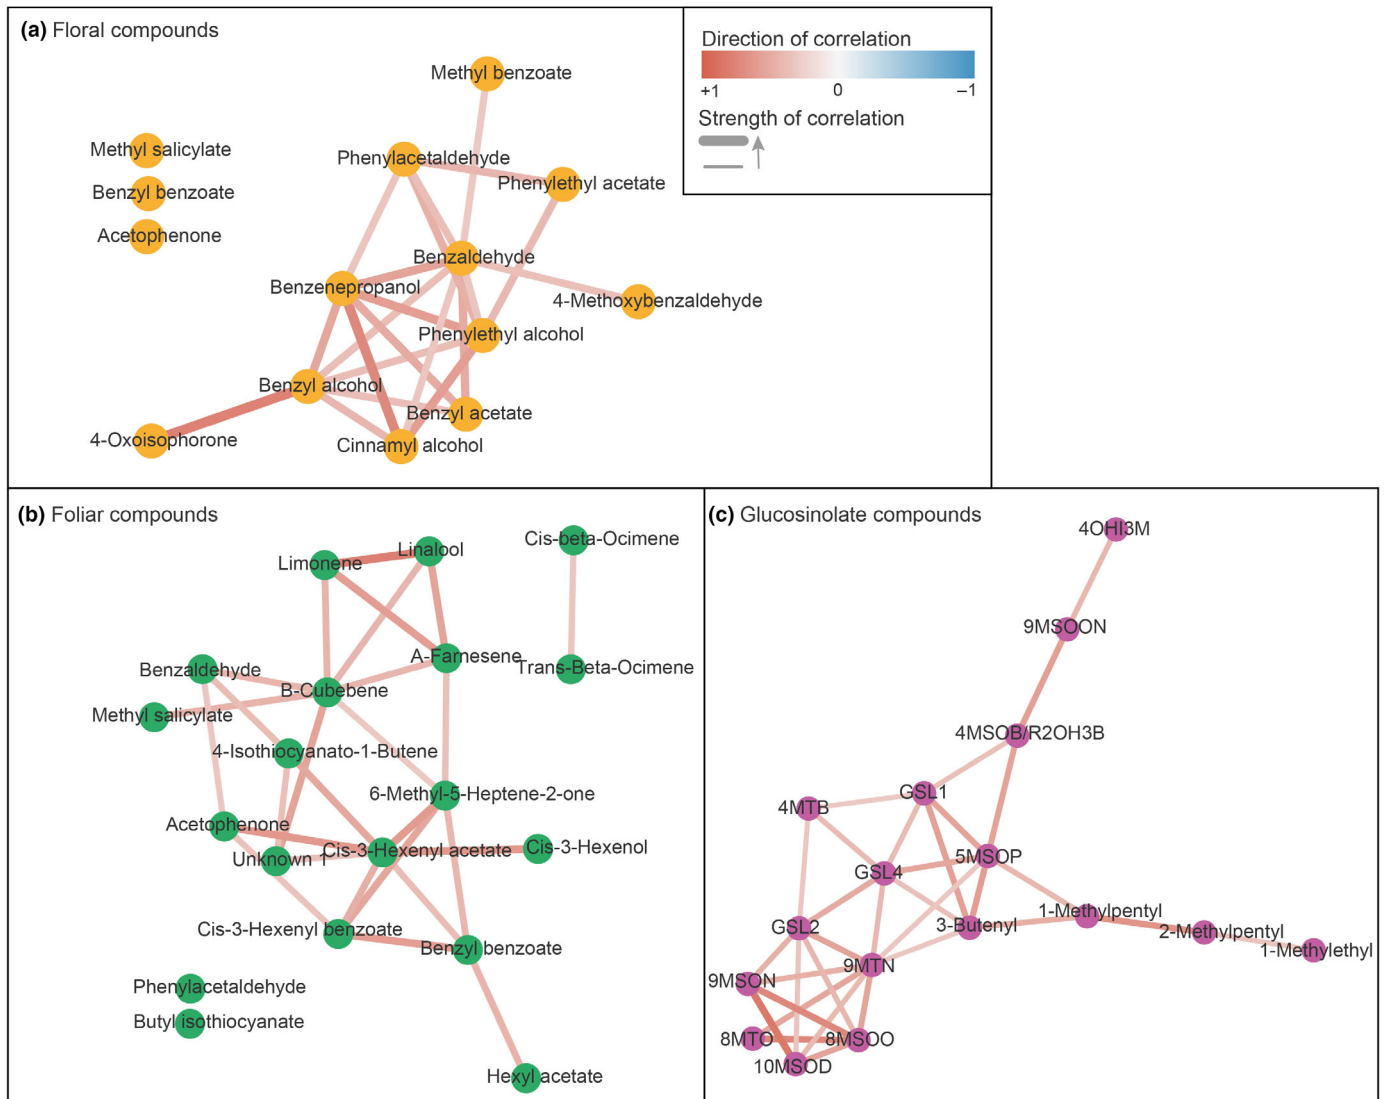 (a) Floral compounds
Direction of correlation
+1 0 –1
Strength of correlation
Methyl benzoate
Methyl salicylate
Phenylacetaldehyde
Phenylethyl acetate
Benzyl benzoate
Acetophenone
Benzaldehyde
Benzenepropanol
4-Methoxybenzaldehyde
Phenylethyl alcohol
Benzyl alcohol
Benzyl acetate
4-Oxoisophorone
Cinnamyl alcohol
(b) Foliar compounds
Cis-beta-Ocimene
Linalool
Limonene
A-Farnesene
Trans-Beta-Ocimene
Benzaldehyde
B-Cubebene
Methyl salicylate
4-Isothiocyanato-1-Butene
6-Methyl-5-Heptene-2-one
Acetophenone
Cis-3-Hexenol
Cis-3-Hexenyl acetate
Unknown 1
Cis-3-Hexenyl benzoate
Benzyl benzoate
Phenylacetaldehyde
Butyl isothiocyanate
Hexyl acetate
(c) Glucosinolate compounds
4OHI3M
9MSOON
4MSOB/R2OH3B
GSL1
4MTB
5MSOP
GSL4
1-Methylpentyl
3-Butenyl
GSL2
2-Methylpentyl
1-Methylethyl
9MTN
9MSON
8MTO
8MSOO
10MSOD